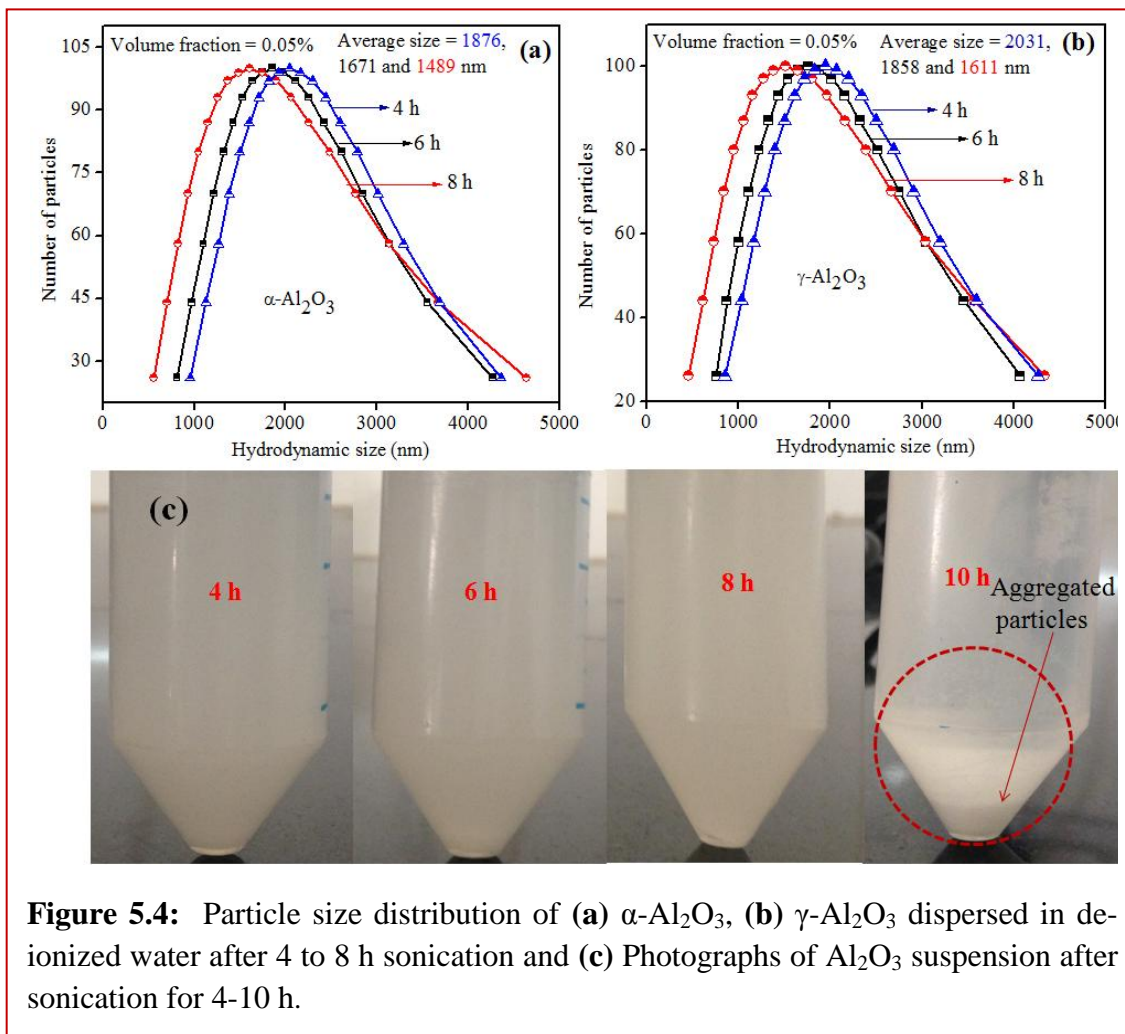 Volume fraction = 0.05%
Average size = 1876,
1671 and 1489 nm
(a)
4 h
6 h
8 h
α-Al₂O₃
105
90
75
60
45
30
Number of particles
0
1000
2000
3000
4000
5000
Hydrodynamic size (nm)
Volume fraction = 0.05%
Average size = 2031,
1858 and 1611 nm
(b)
4 h
6 h
8 h
γ-Al₂O₃
100
80
60
40
20
Number of particles
0
1000
2000
3000
4000
5000
Hydrodynamic size (nm)
(c)
4 h
6 h
8 h
10 h
Aggregated
particles
Figure 5.4: Particle size distribution of (a) α-Al₂O₃, (b) γ-Al₂O₃ dispersed in de-
ionized water after 4 to 8 h sonication and (c) Photographs of Al₂O₃ suspension after
sonication for 4-10 h.